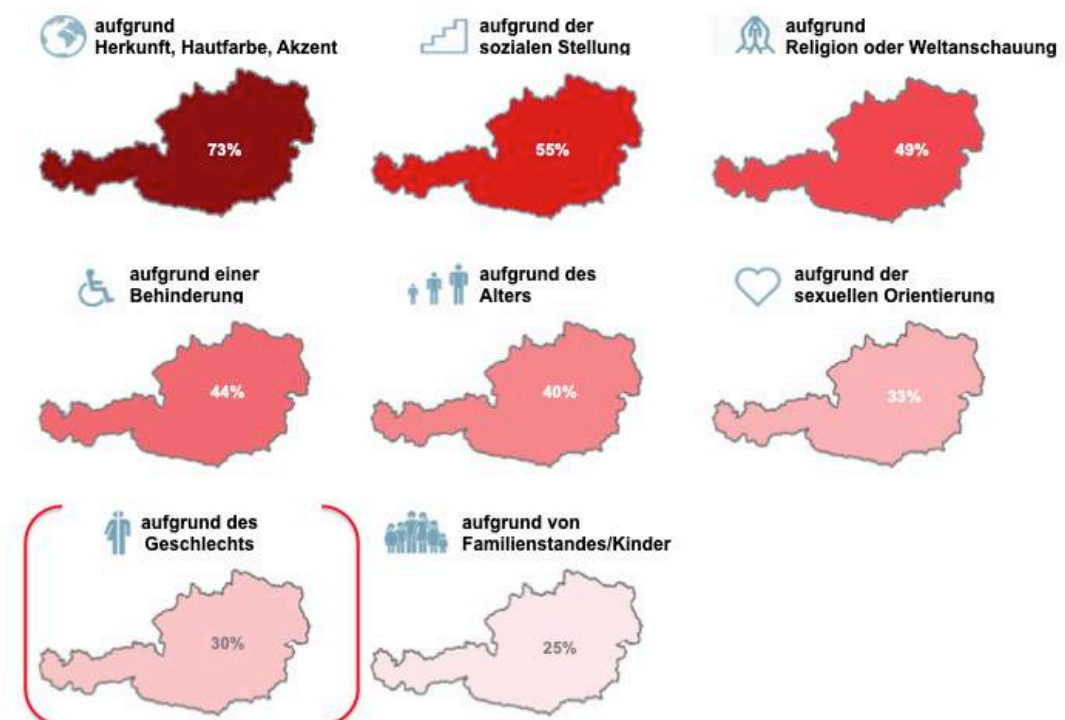 aufgrund
Herkunft, Hautfarbe, Akzent
73%
aufgrund der
sozialen Stellung
55%
aufgrund
Religion oder Weltanschauung
49%
aufgrund einer
Behinderung
44%
aufgrund des
Alters
40%
aufgrund der
sexuellen Orientierung
33%
aufgrund des
Geschlechts
30%
aufgrund von
Familienstandes/Kinder
25%